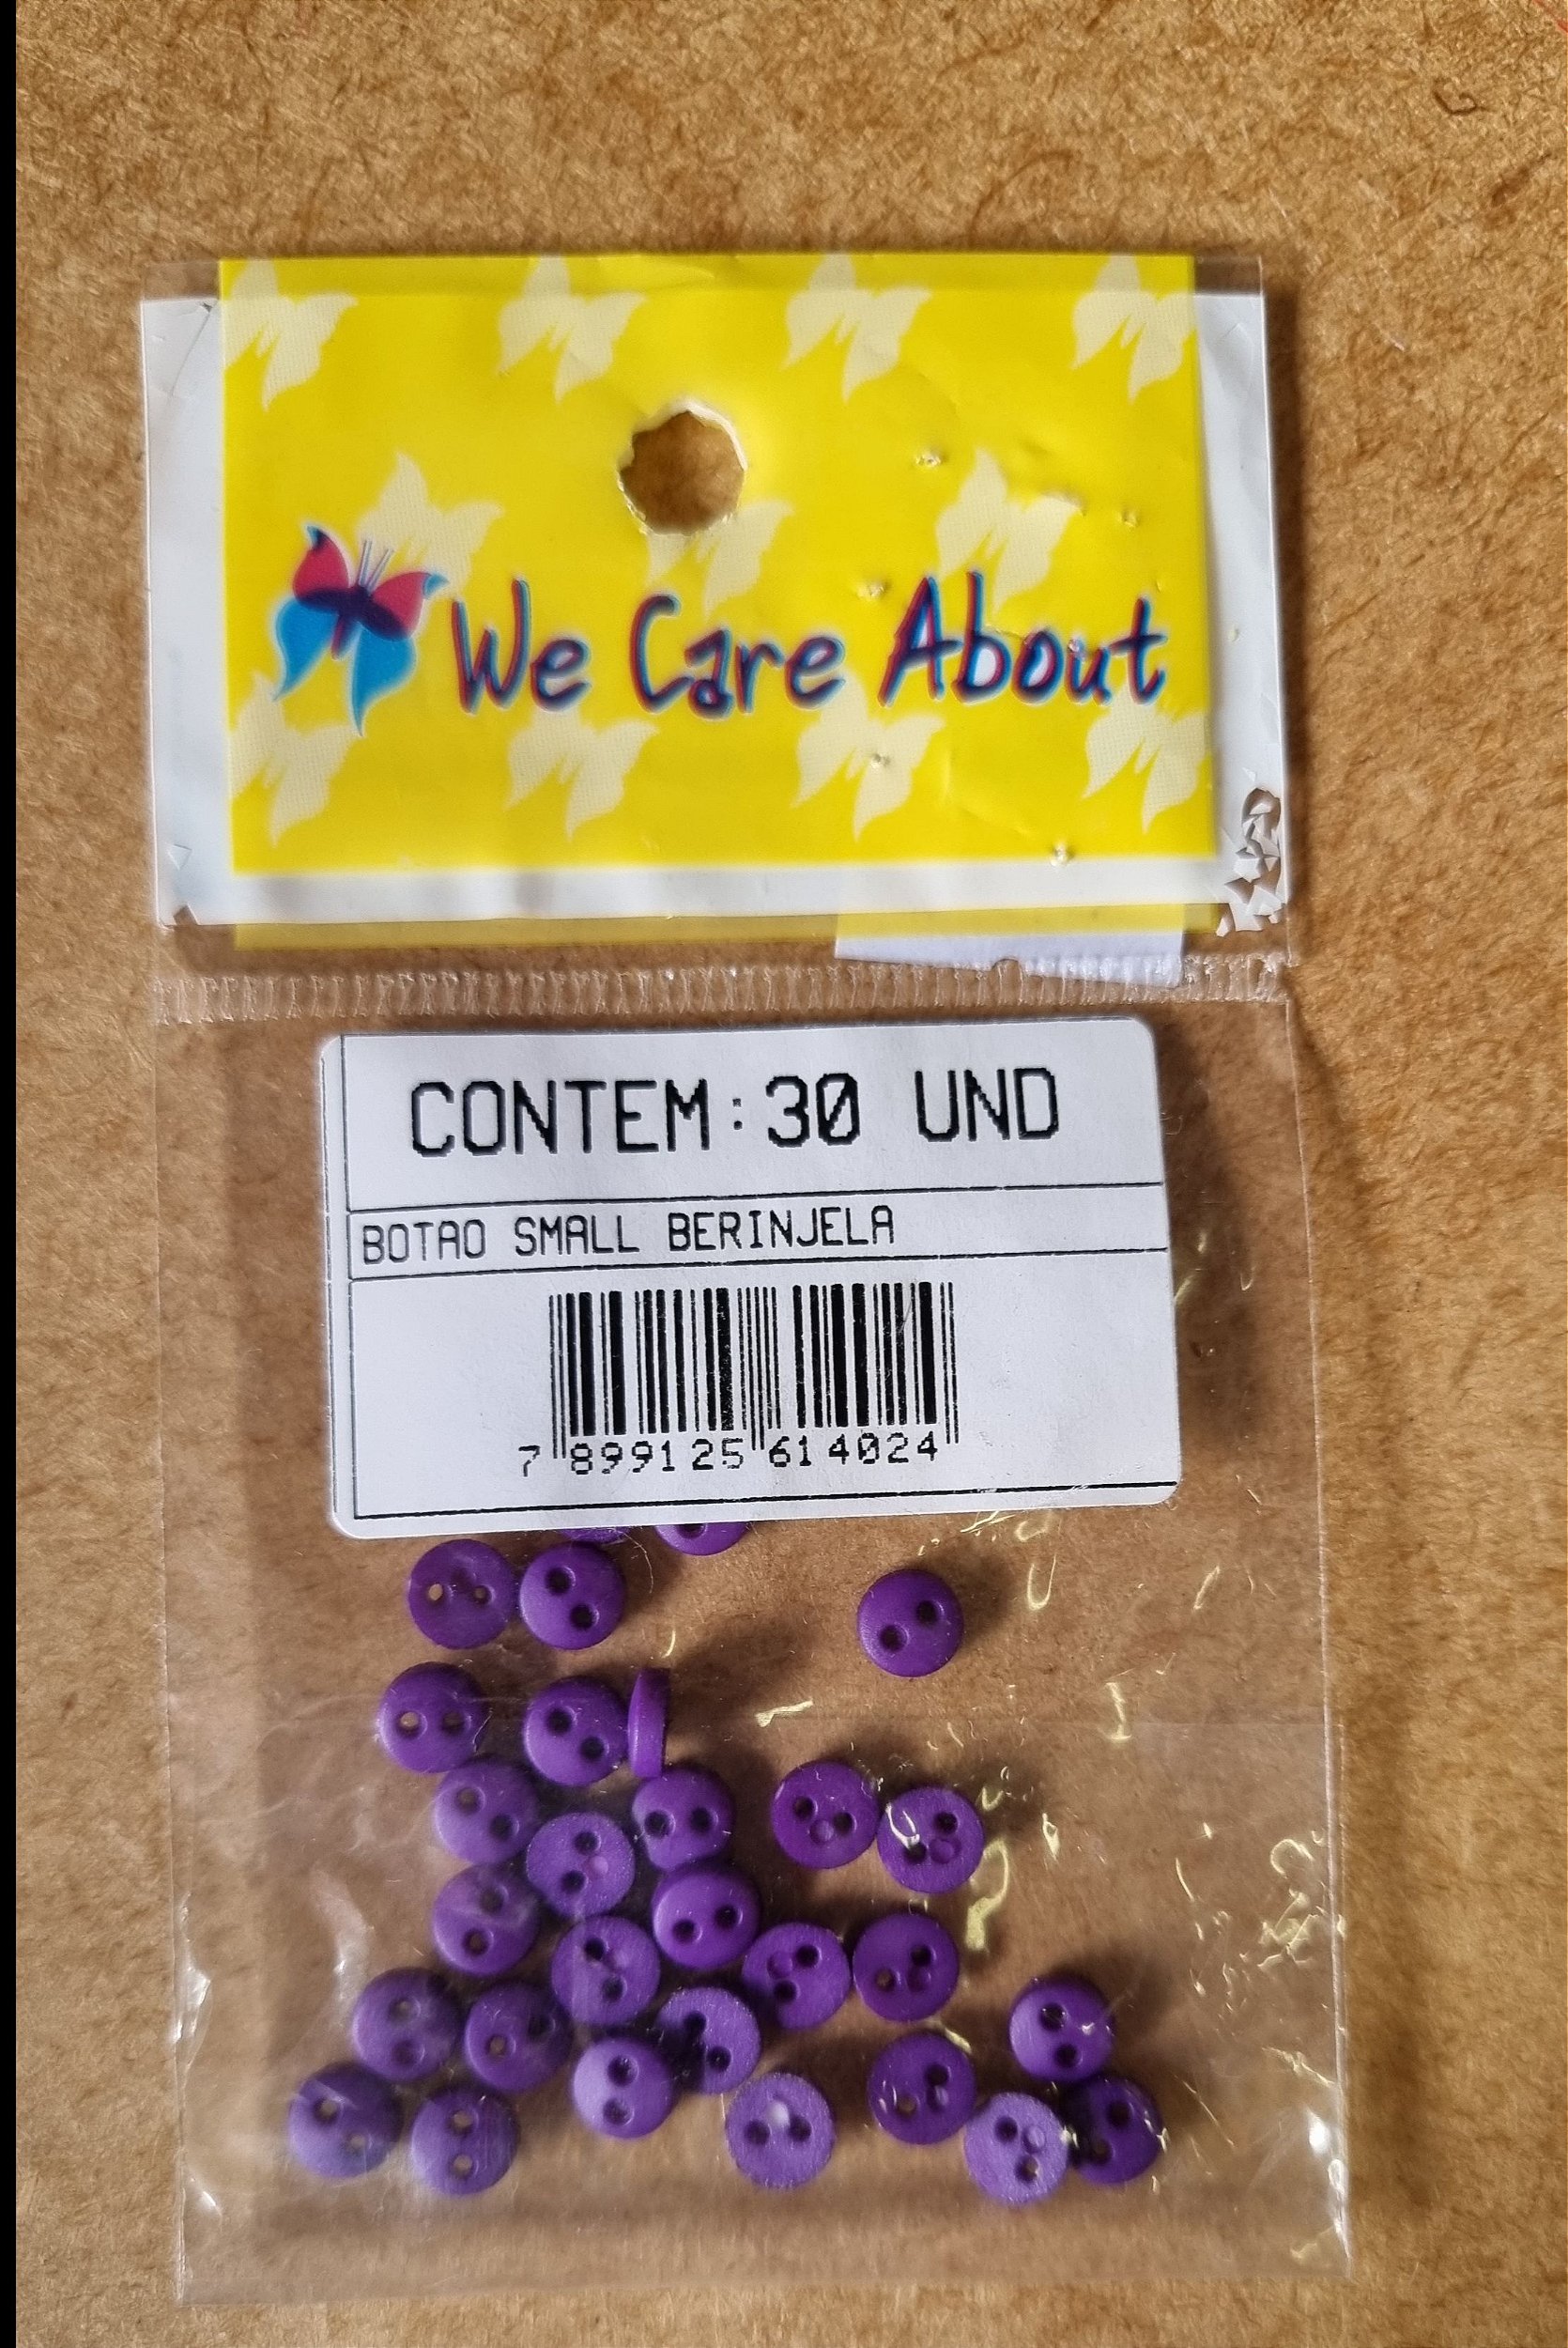 We Care About
CONTEM:30 UND
BOTAO SMALL BERINJELA
7 899125 614024